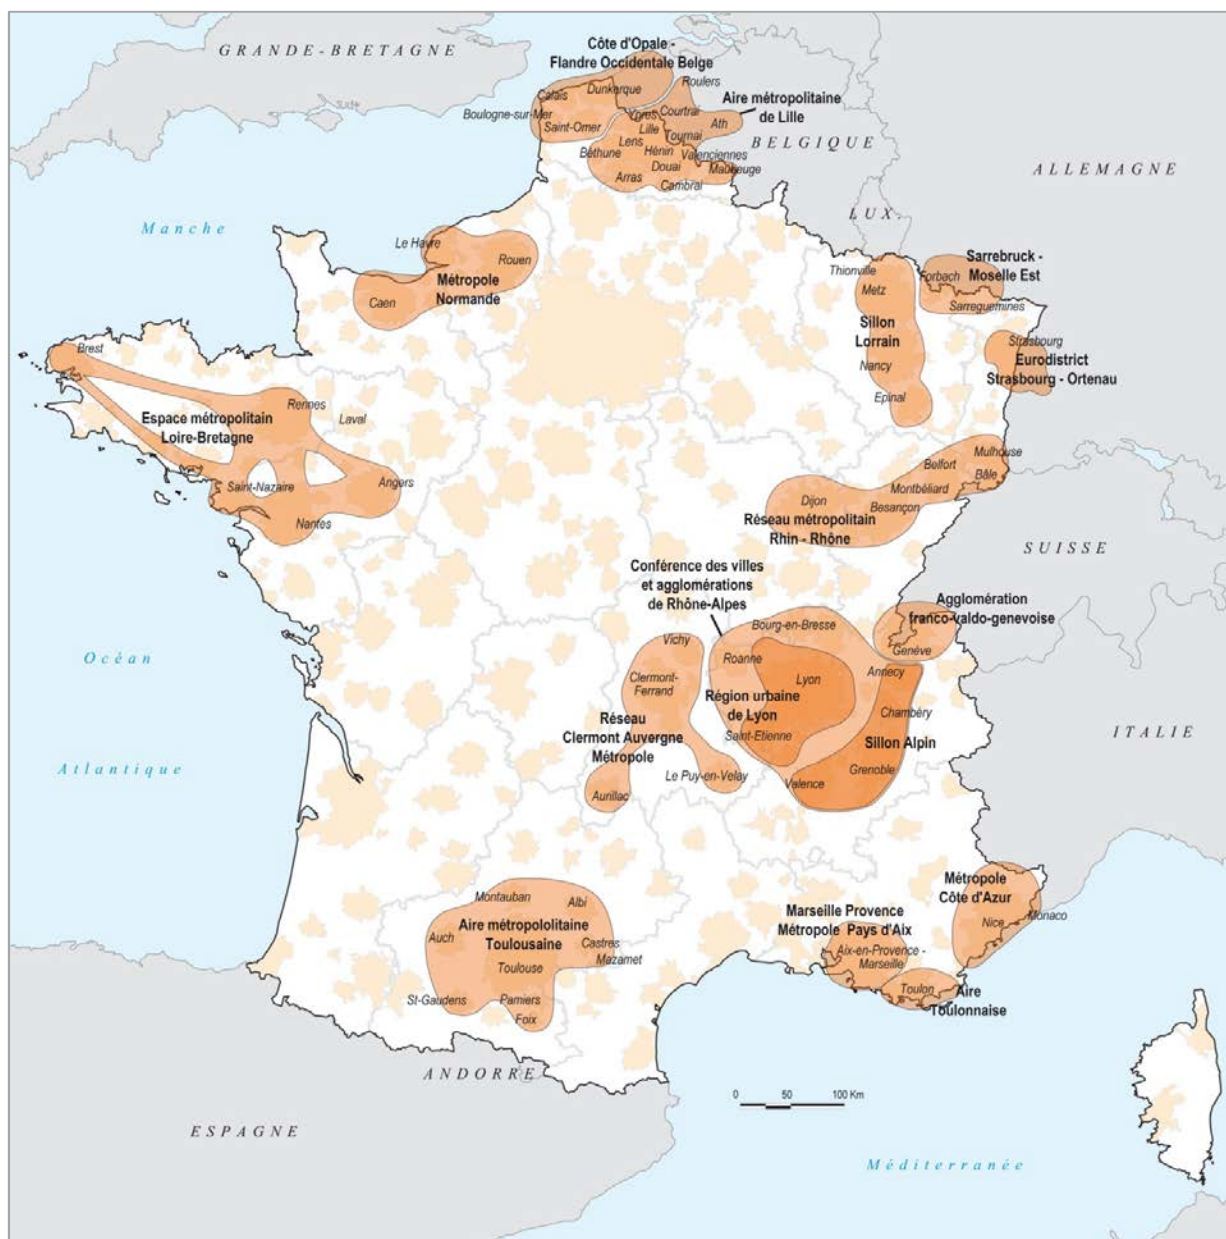 GRANDE-BRETAGNE
Côte d'Opale -
Flandre Occidentale Belge
Dunkerque
Roulers
Calais
Aire métropolitaine
de Lille
Boulogne-sur-Mer
Saint-Omer
Ypres
Courtrai
Lille
Ath
Tournai
Lens
BELGIQUE
Béthune
Hénin
Valenciennes
Douai
Maubeuge
Arras
Cambrai
ALLEMAGNE
LUX.
Manche
Le Havre
Rouen
Métropole
Normande
Caen
Thionville
Metz
Sarrebruck -
Moselle Est
Forbach
Sarreguemines
Sillon
Lorrain
Nancy
Epinal
Strasbourg
Eurodistrict
Strasbourg - Ortenau
Brest
Rennes
Laval
Espace métropolitain
Loire-Bretagne
Saint-Nazaire
Angers
Nantes
Mulhouse
Belfort
Bâle
Montbéliard
Dijon
Besançon
Réseau métropolitain
Rhin - Rhône
SUISSE
Conférence des villes
et agglomérations
de Rhône-Alpes
Agglomération
franco-valdo-genevoise
Genève
Bourg-en-Bresse
Vichy
Roanne
Annecy
Océan
Clermont-
Ferrand
Lyon
Région urbaine
de Lyon
Saint-Etienne
Chambéry
Sillon Alpin
Grenoble
Valence
ITALIE
Réseau
Clermont Auvergne
Métropole
Le Puy-en-Velay
Aurillac
Atlantique
Métropole
Côte d'Azur
Nice
Monaco
Montauban
Albi
Aire métropololitaine
Toulousaine
Auch
Castres
Mazamet
Toulouse
St-Gaudens
Pamiers
Foix
Marseille Provence
Métropole Pays d'Aix
Aix-en-Provence -
Marseille
Toulon
Aire
Toulonnaise
ANDORRE
0 50 100 Km
ESPAGNE
Méditerranée